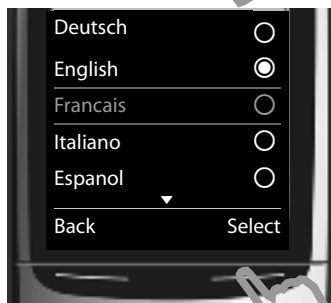 Deutsch
English
Francais
Italiano
Espanol
Back Select